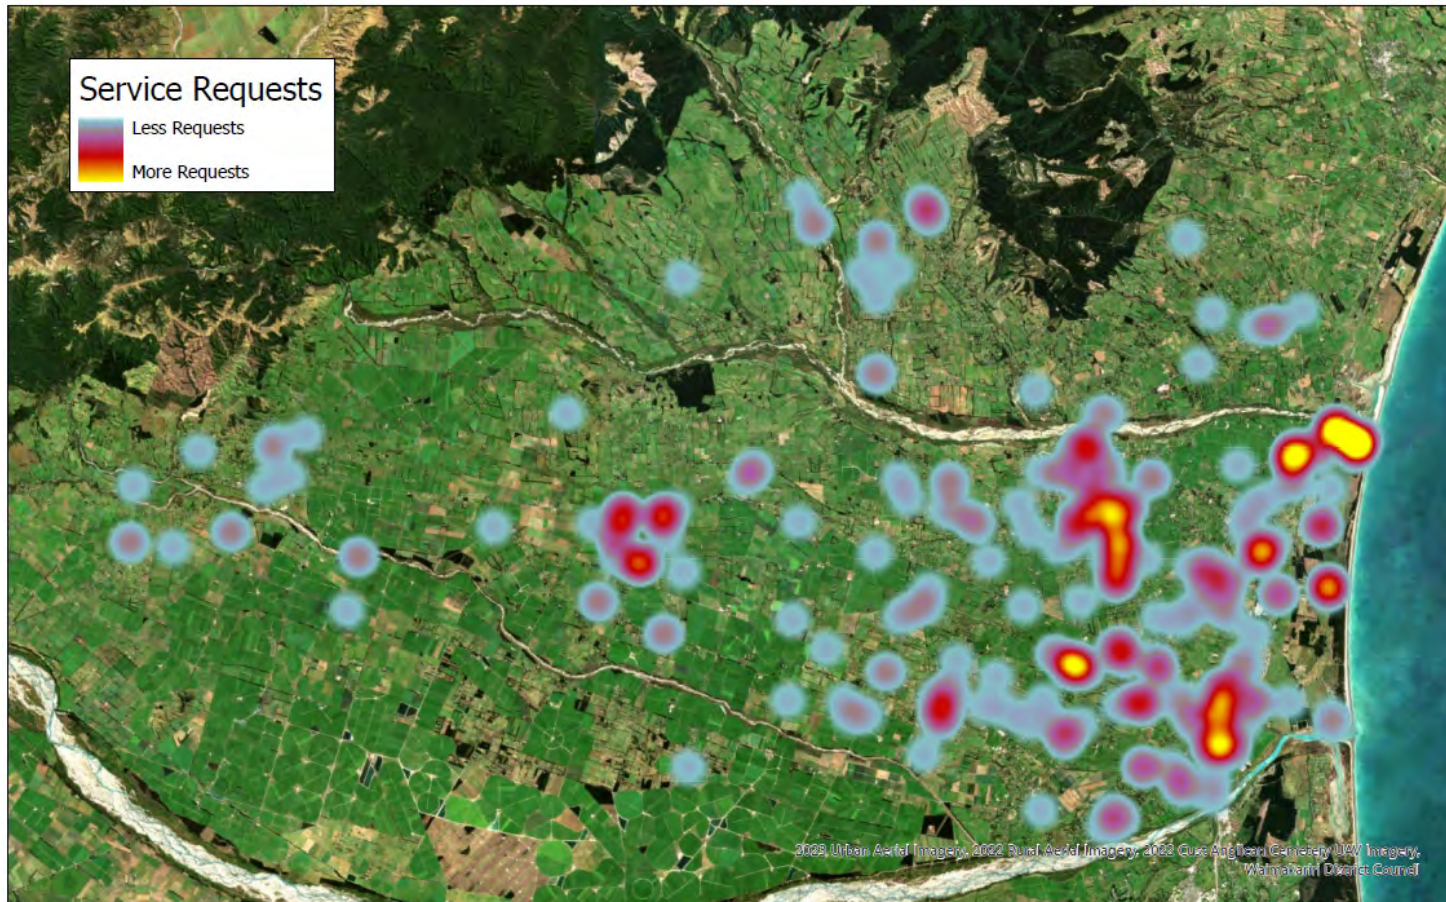 Service Requests
Less Requests
More Requests
2023 Urban Aerial Imagery, 2022 Rural Aerial Imagery, 2022 Cust Anglican Cemetery UAV Imagery,
Waimakariri District Council